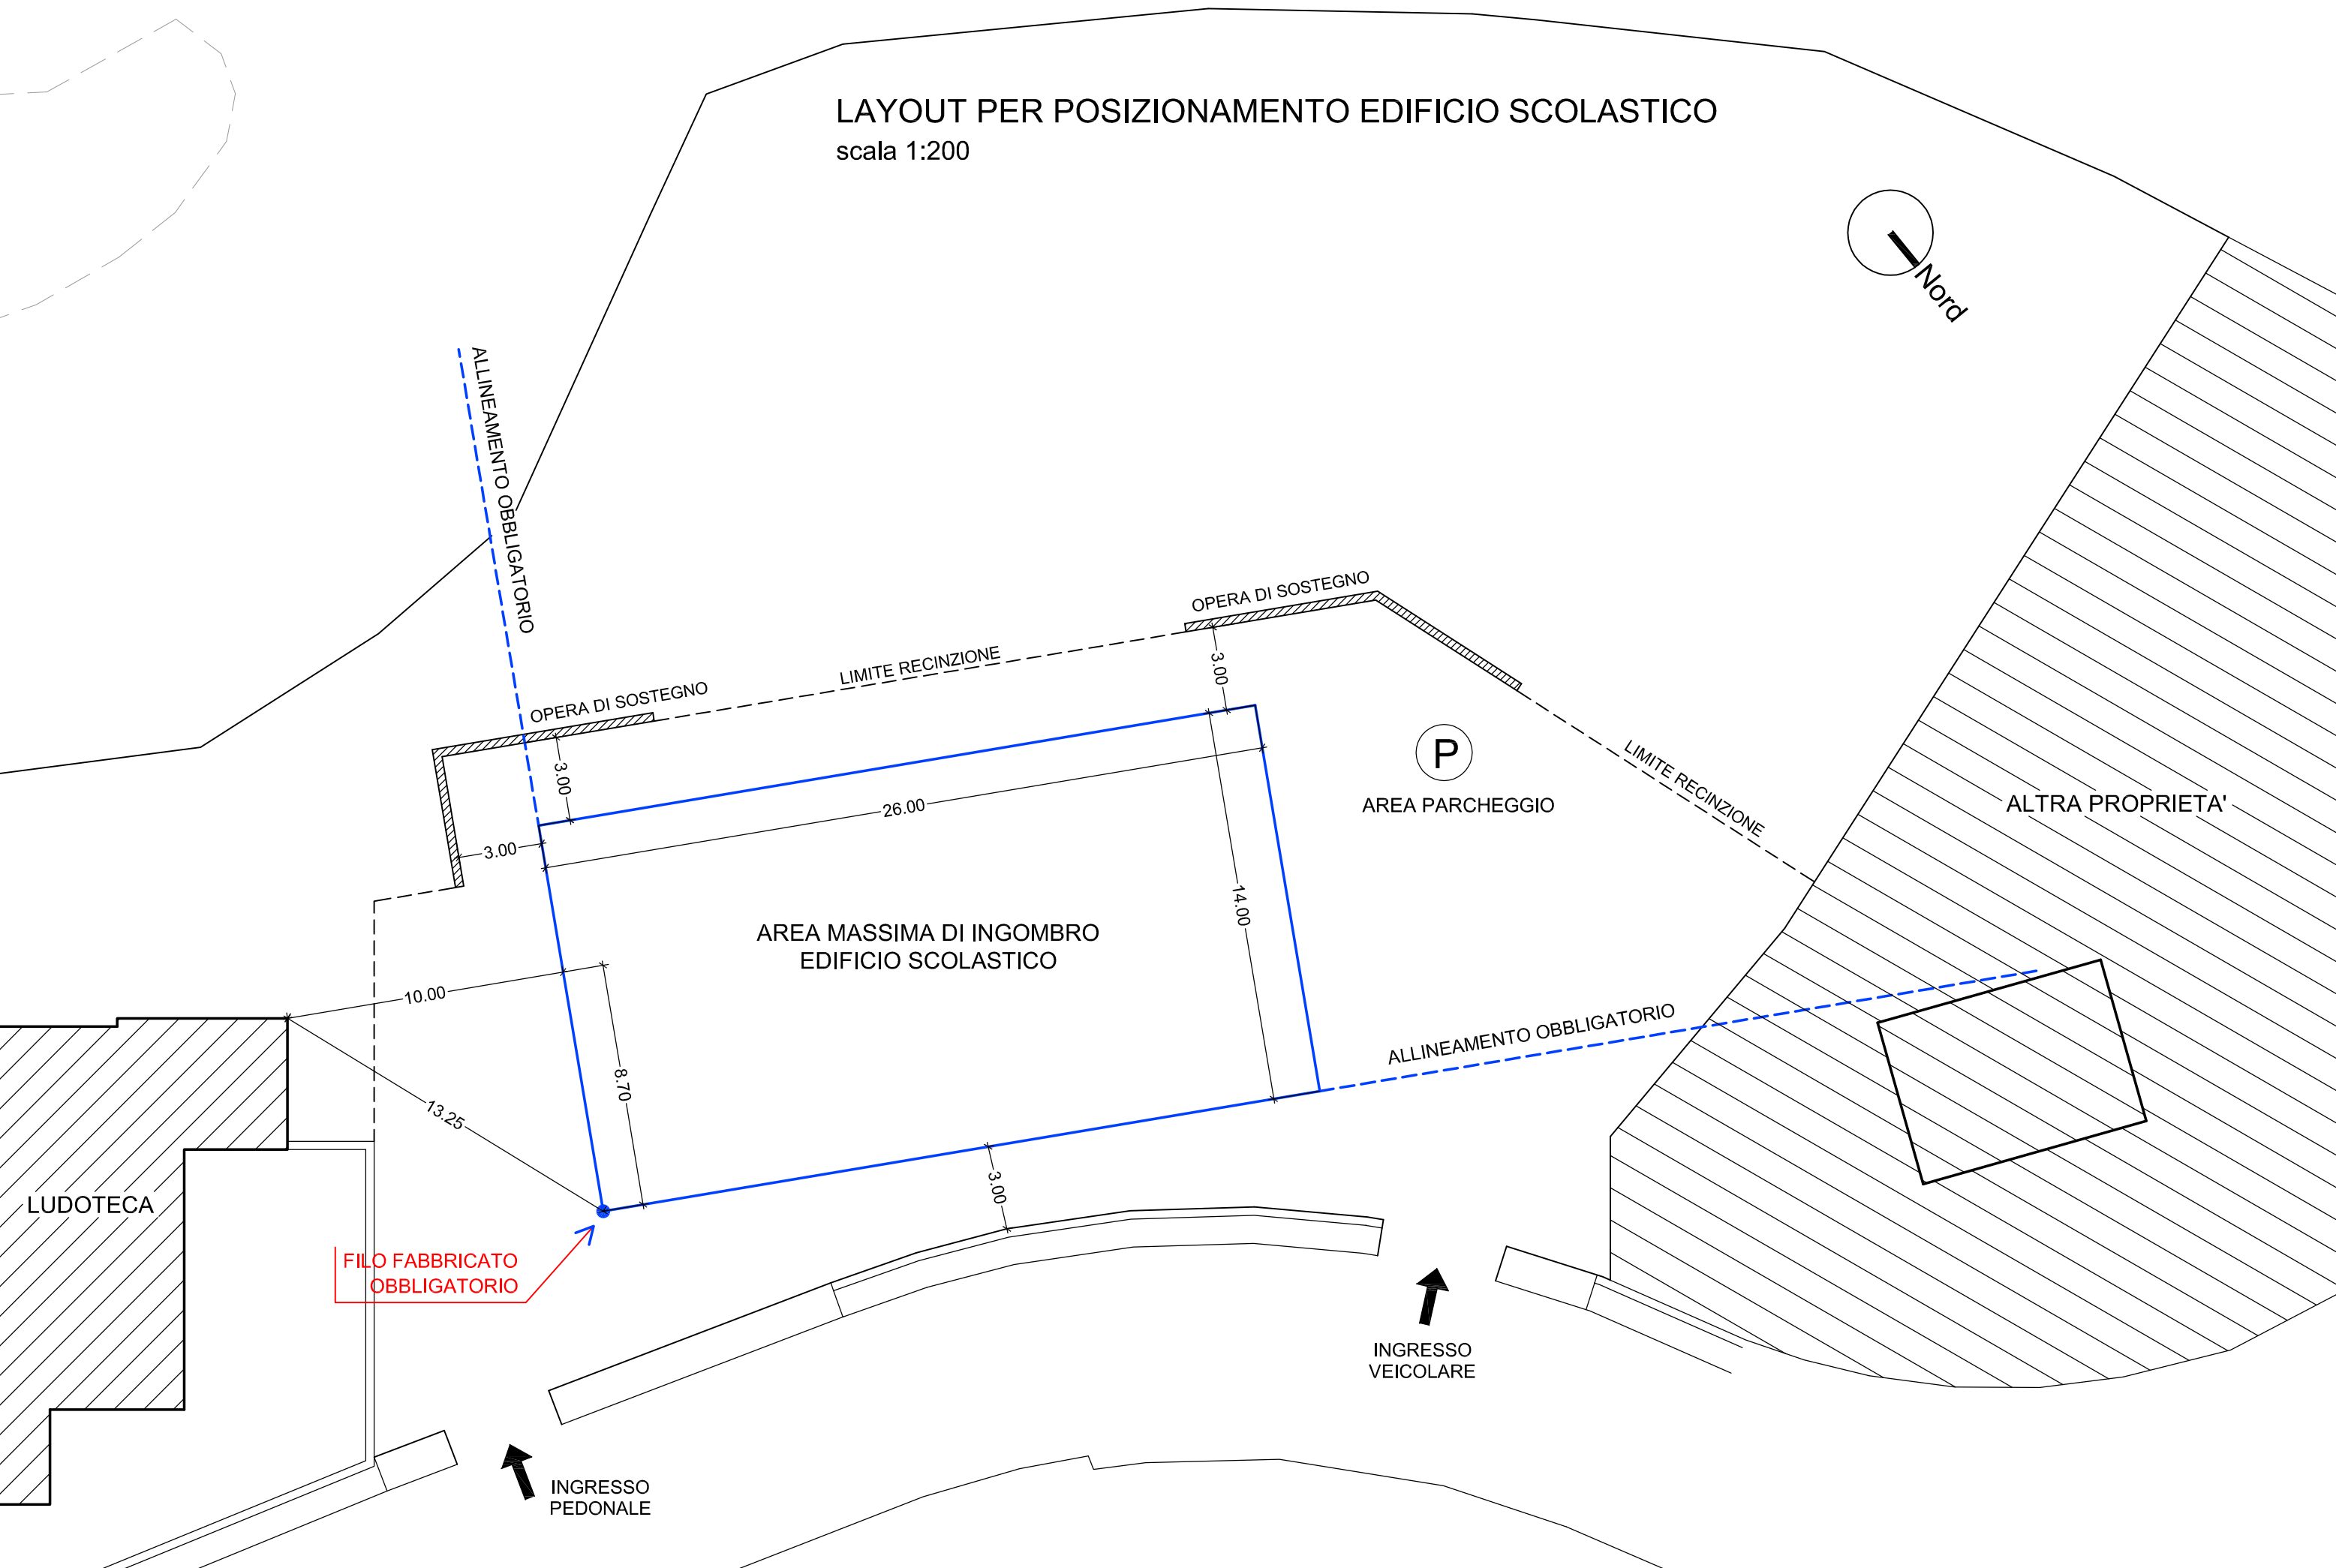 LAYOUT PER POSIZIONAMENTO EDIFICIO SCOLASTICO
scala 1:200
Nord
ALLINEAMENTO OBBLIGATORIO
OPERA DI SOSTEGNO
LIMITE RECINZIONE
OPERA DI SOSTEGNO
3.00
3.00
3.00
26.00
14.00
P
AREA PARCHEGGIO
LIMITE RECINZIONE
ALTRA PROPRIETA'
AREA MASSIMA DI INGOMBRO
EDIFICIO SCOLASTICO
10.00
13.25
8.70
ALLINEAMENTO OBBLIGATORIO
3.00
LUDOTECA
FILO FABBRICATO
OBBLIGATORIO
INGRESSO
VEICOLARE
INGRESSO
PEDONALE